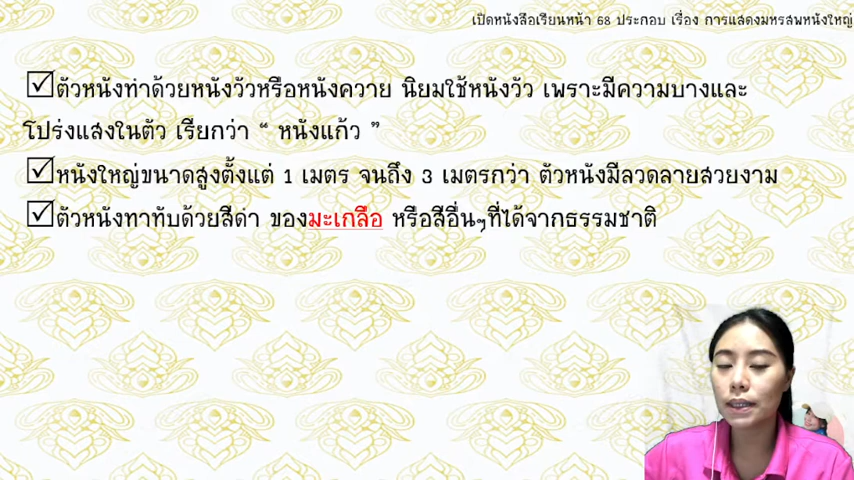 เปิดหนังสือเรียนหน้า 68 ประกอบ เรื่อง การแสดงมหรสพหนังใหญ่
☑ตัวหนังทำด้วยหนังวัวหรือหนังควาย นิยมใช้หนังวัว เพราะมีความบางและ
โปร่งแสงในตัว เรียกว่า “ หนังแก้ว ”
☑หนังใหญ่ขนาดสูงตั้งแต่ 1 เมตร จนถึง 3 เมตรกว่า ตัวหนังมีลวดลายสวยงาม
☑ตัวหนังทาทับด้วยสีดำ ของมะเกลือ หรือสีอื่นๆที่ได้จากธรรมชาติ